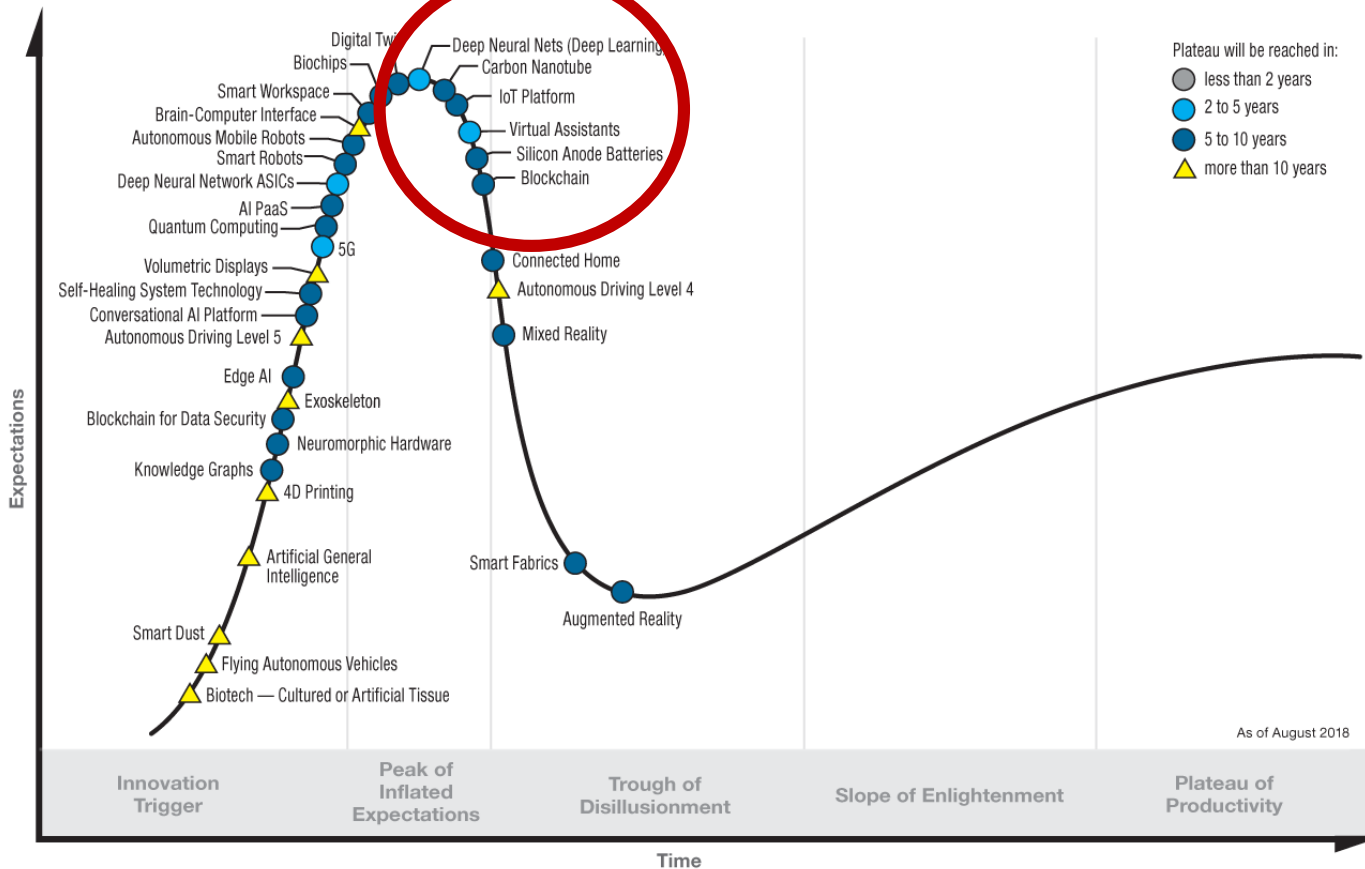 Digital Twi
Deep Neural Nets (Deep Learning
Biochips
Carbon Nanotube
Smart Workspace
IoT Platform
Brain-Computer Interface
Virtual Assistants
Autonomous Mobile Robots
Silicon Anode Batteries
Smart Robots
Blockchain
Deep Neural Network ASICs
AI PaaS
Quantum Computing
5G
Connected Home
Volumetric Displays
Autonomous Driving Level 4
Self-Healing System Technology
Conversational AI Platform
Mixed Reality
Autonomous Driving Level 5
Edge AI
Exoskeleton
Blockchain for Data Security
Neuromorphic Hardware
Knowledge Graphs
4D Printing
Artificial General
Intelligence
Smart Fabrics
Augmented Reality
Smart Dust
Flying Autonomous Vehicles
Biotech — Cultured or Artificial Tissue
Plateau will be reached in:
less than 2 years
2 to 5 years
5 to 10 years
more than 10 years
As of August 2018
Expectations
Innovation
Trigger
Peak of
Inflated
Expectations
Trough of
Disillusionment
Slope of Enlightenment
Plateau of
Productivity
Time